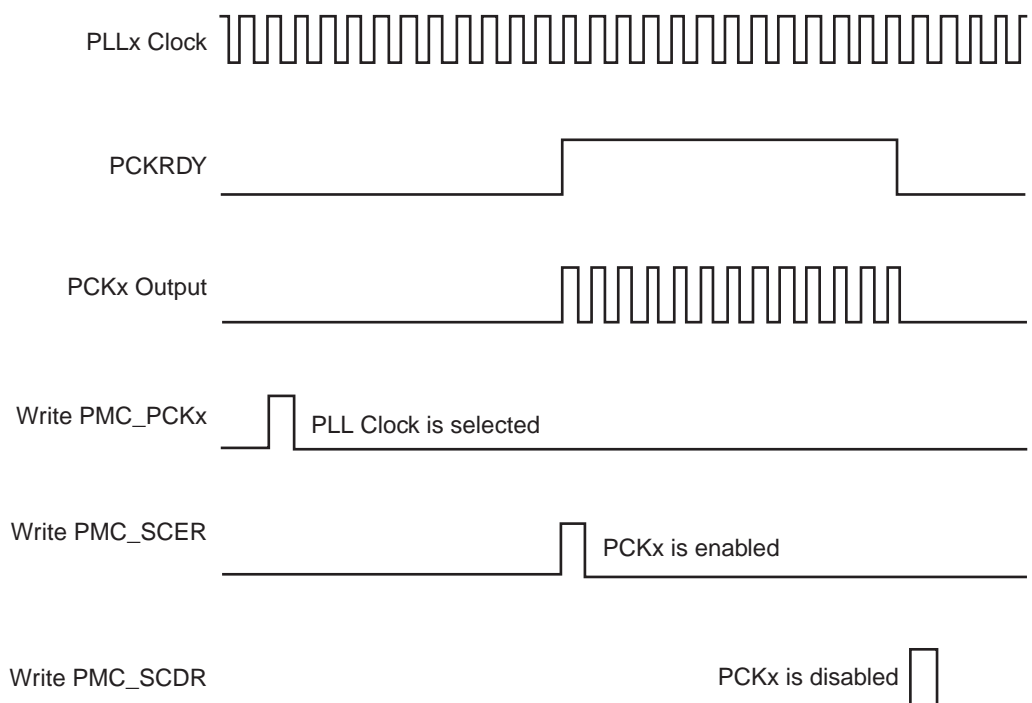 PLLx Clock
PCKRDY
PCKx Output
Write PMC_PCKx
PLL Clock is selected
Write PMC_SCER
PCKx is enabled
Write PMC_SCDR
PCKx is disabled